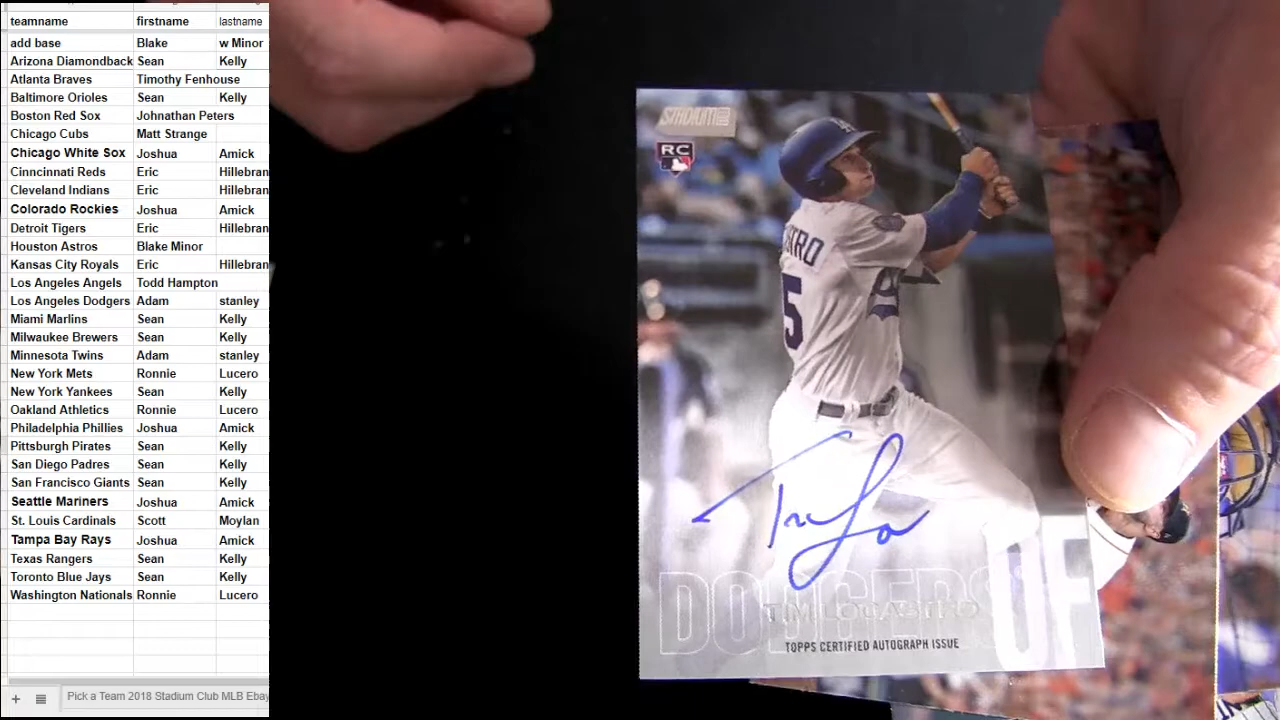 teamname firstname lastname
add base Blake w Minor
Arizona Diamondback Sean Kelly
Atlanta Braves Timothy Fenhouse
Baltimore Orioles Sean Kelly
Boston Red Sox Johnathan Peters
Chicago Cubs Matt Strange
Chicago White Sox Joshua Amick
Cinncinnati Reds Eric Hillebran
Cleveland Indians Eric Hillebran
Colorado Rockies Joshua Amick
Detroit Tigers Eric Hillebran
Houston Astros Blake Minor
Kansas City Royals Eric Hillebran
Los Angeles Angels Todd Hampton
Los Angeles Dodgers Adam stanley
Miami Marlins Sean Kelly
Milwaukee Brewers Sean Kelly
Minnesota Twins Adam stanley
New York Mets Ronnie Lucero
New York Yankees Sean Kelly
Oakland Athletics Ronnie Lucero
Philadelphia Phillies Joshua Amick
Pittsburgh Pirates Sean Kelly
San Diego Padres Sean Kelly
San Francisco Giants Sean Kelly
Seattle Mariners Joshua Amick
St. Louis Cardinals Scott Moylan
Tampa Bay Rays Joshua Amick
Texas Rangers Sean Kelly
Toronto Blue Jays Sean Kelly
Washington Nationals Ronnie Lucero
Pick a Team 2018 Stadium Club MLB Ebay
STADIUM CLUB
RC
5
DODGERS OF
TIM LOCASTRO
TOPPS CERTIFIED AUTOGRAPH ISSUE